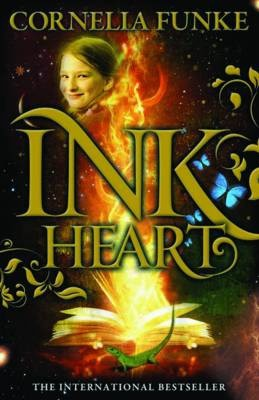 CORNELIA FUNKE
INK
HEART
THE INTERNATIONAL BESTSELLER